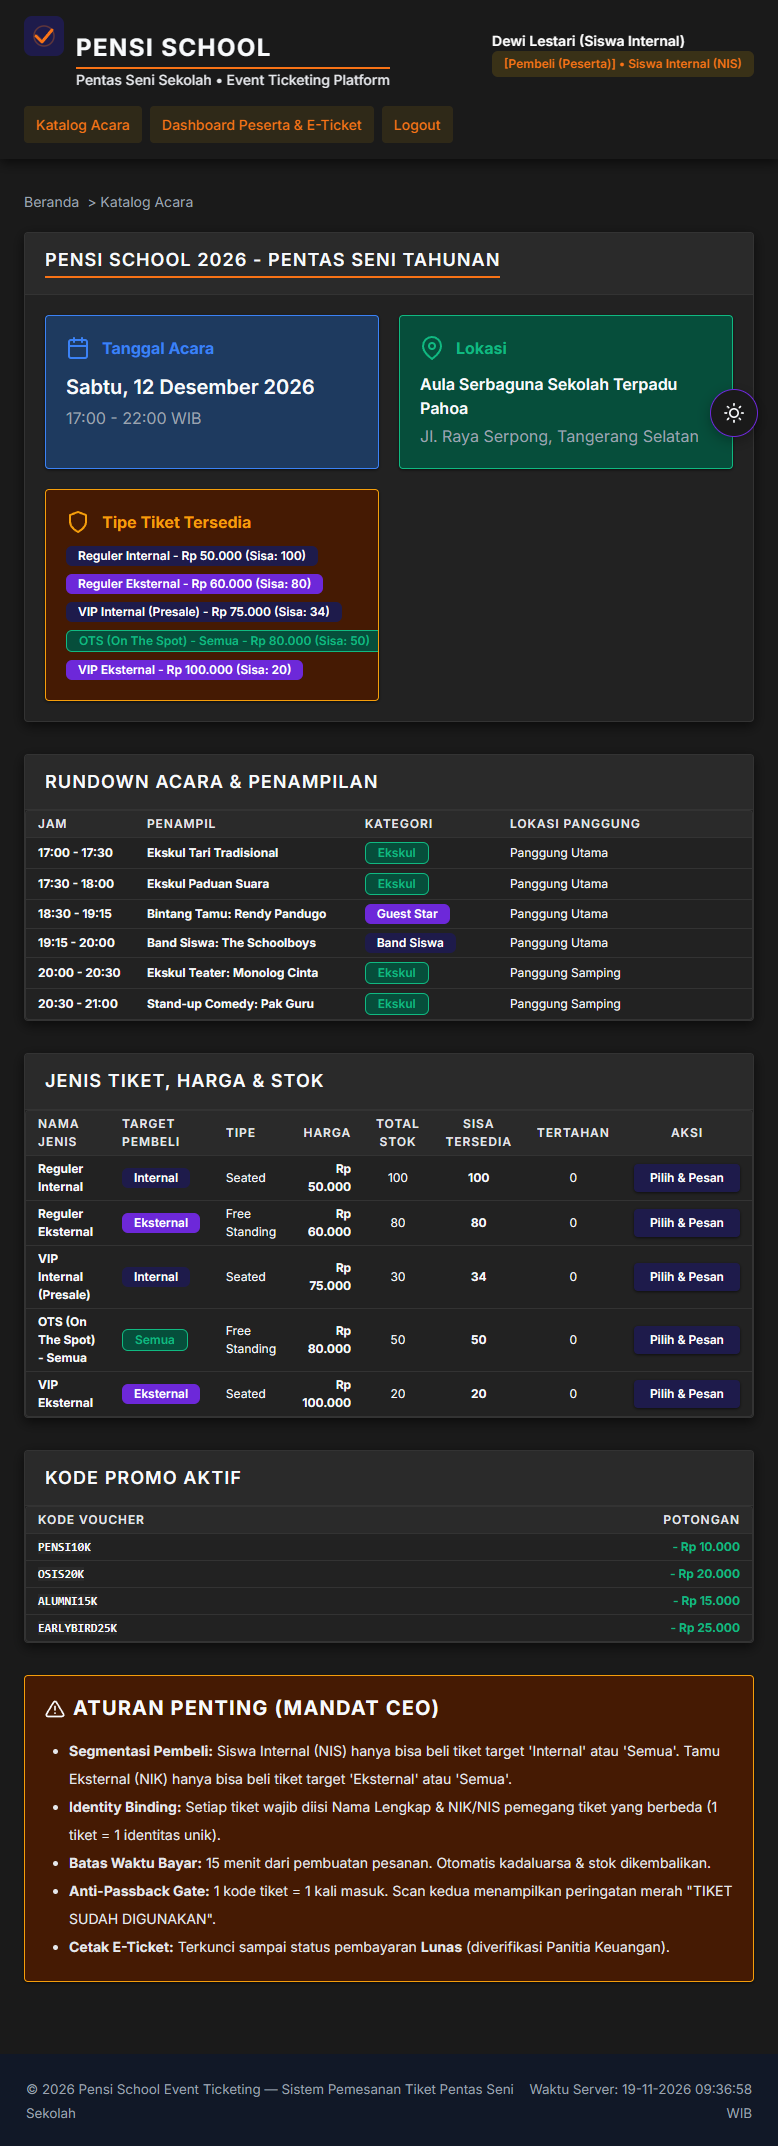 PENSI SCHOOL
Pentas Seni Sekolah • Event Ticketing Platform
Dewi Lestari (Siswa Internal)
[Pembeli (Peserta)] • Siswa Internal (NIS)
Katalog Acara Dashboard Peserta & E-Ticket Logout
Beranda > Katalog Acara
PENSI SCHOOL 2026 - PENTAS SENI TAHUNAN
Tanggal Acara
Sabtu, 12 Desember 2026
17:00 - 22:00 WIB
Lokasi
Aula Serbaguna Sekolah Terpadu
Pahoa
Jl. Raya Serpong, Tangerang Selatan
Tipe Tiket Tersedia
Reguler Internal - Rp 50.000 (Sisa: 100)
Reguler Eksternal - Rp 60.000 (Sisa: 80)
VIP Internal (Presale) - Rp 75.000 (Sisa: 34)
OTS (On The Spot) - Semua - Rp 80.000 (Sisa: 50)
VIP Eksternal - Rp 100.000 (Sisa: 20)
RUNDOWN ACARA & PENAMPILAN
JAM PENAMPIL KATEGORI LOKASI PANGGUNG
17:00 - 17:30 Ekskul Tari Tradisional Ekskul Panggung Utama
17:30 - 18:00 Ekskul Paduan Suara Ekskul Panggung Utama
18:30 - 19:15 Bintang Tamu: Rendy Pandugo Guest Star Panggung Utama
19:15 - 20:00 Band Siswa: The Schoolboys Band Siswa Panggung Utama
20:00 - 20:30 Ekskul Teater: Monolog Cinta Ekskul Panggung Samping
20:30 - 21:00 Stand-up Comedy: Pak Guru Ekskul Panggung Samping
JENIS TIKET, HARGA & STOK
NAMA JENIS TARGET PEMBELI TIPE HARGA TOTAL STOK SISA TERSEDIA TERTAHAN AKSI
Reguler Internal Internal Seated Rp 50.000 100 100 0 Pilih & Pesan
Reguler Eksternal Eksternal Free Standing Rp 60.000 80 80 0 Pilih & Pesan
VIP Internal (Presale) Internal Seated Rp 75.000 30 34 0 Pilih & Pesan
OTS (On The Spot) - Semua Semua Free Standing Rp 80.000 50 50 0 Pilih & Pesan
VIP Eksternal Eksternal Seated Rp 100.000 20 20 0 Pilih & Pesan
KODE PROMO AKTIF
KODE VOUCHER POTONGAN
PENSI10K - Rp 10.000
OSIS20K - Rp 20.000
ALUMNI15K - Rp 15.000
EARLYBIRD25K - Rp 25.000
ATURAN PENTING (MANDAT CEO)
• Segmentasi Pembeli: Siswa Internal (NIS) hanya bisa beli tiket target 'Internal' atau 'Semua'. Tamu
Eksternal (NIK) hanya bisa beli tiket target 'Eksternal' atau 'Semua'.
• Identity Binding: Setiap tiket wajib diisi Nama Lengkap & NIK/NIS pemegang tiket yang berbeda (1
tiket = 1 identitas unik).
• Batas Waktu Bayar: 15 menit dari pembuatan pesanan. Otomatis kadaluarsa & stok dikembalikan.
• Anti-Passback Gate: 1 kode tiket = 1 kali masuk. Scan kedua menampilkan peringatan merah "TIKET
SUDAH DIGUNAKAN".
• Cetak E-Ticket: Terkunci sampai status pembayaran Lunas (diverifikasi Panitia Keuangan).
© 2026 Pensi School Event Ticketing — Sistem Pemesanan Tiket Pentas Seni
Sekolah
Waktu Server: 19-11-2026 09:36:58
WIB